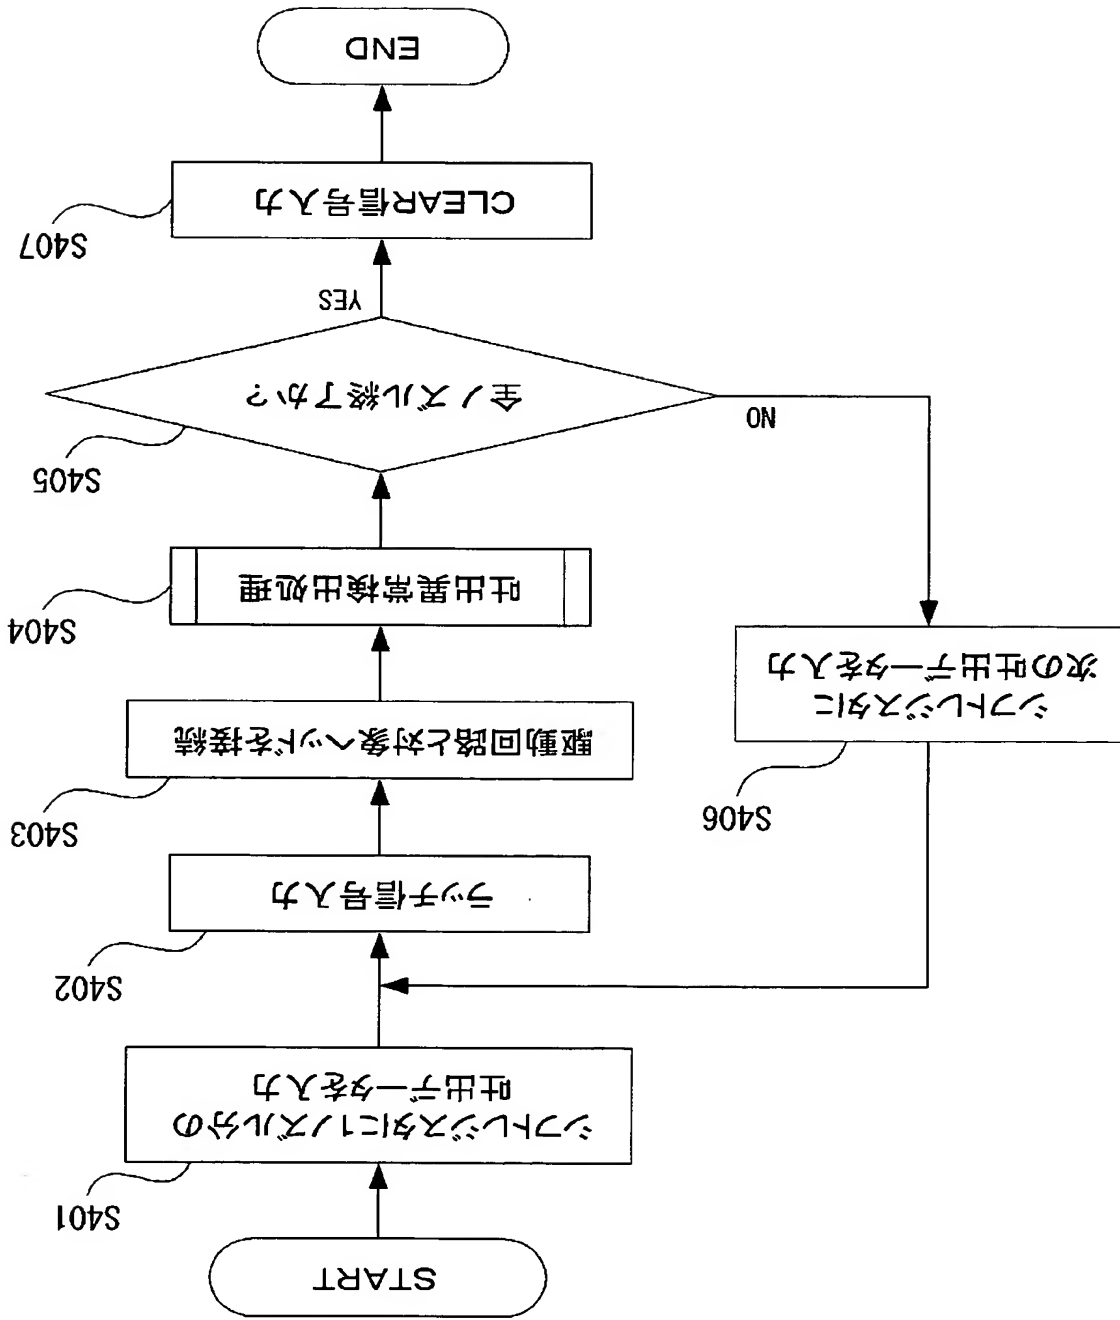 START
S401
シフトレジスタに1ノズル分の
吐出データを入力
S402
ラッチ信号入力
S403
駆動回路と対象ヘッドを接続
S404
吐出異常検出処理
S405
全ノズル終了か?
NO
YES
S406
シフトレジスタに
次の吐出データを入力
S407
CLEAR信号入力
END